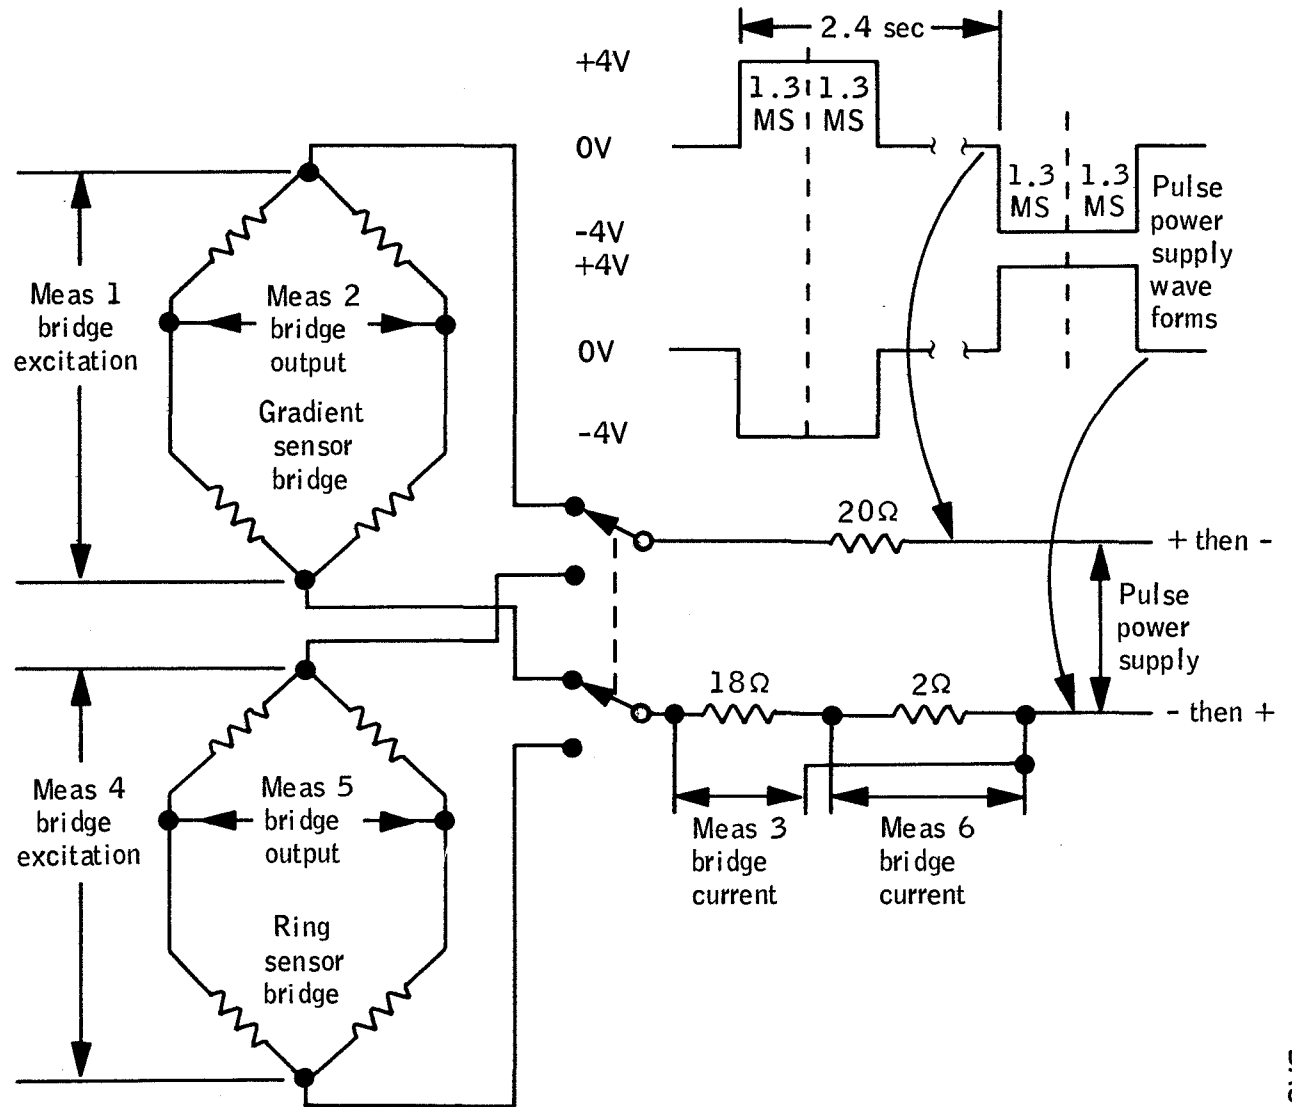 2.4 sec
+4V
1.3 1.3
MS MS
0V
1.3 1.3
MS MS
-4V
+4V
0V
-4V
Pulse
power
supply
wave
forms
Meas 1
bridge
excitation
Meas 2
bridge
output
Gradient
sensor
bridge
20Ω
+ then -
Pulse
power
supply
18Ω
2Ω
- then +
Meas 3
bridge
current
Meas 6
bridge
current
Meas 4
bridge
excitation
Meas 5
bridge
output
Ring
sensor
bridge